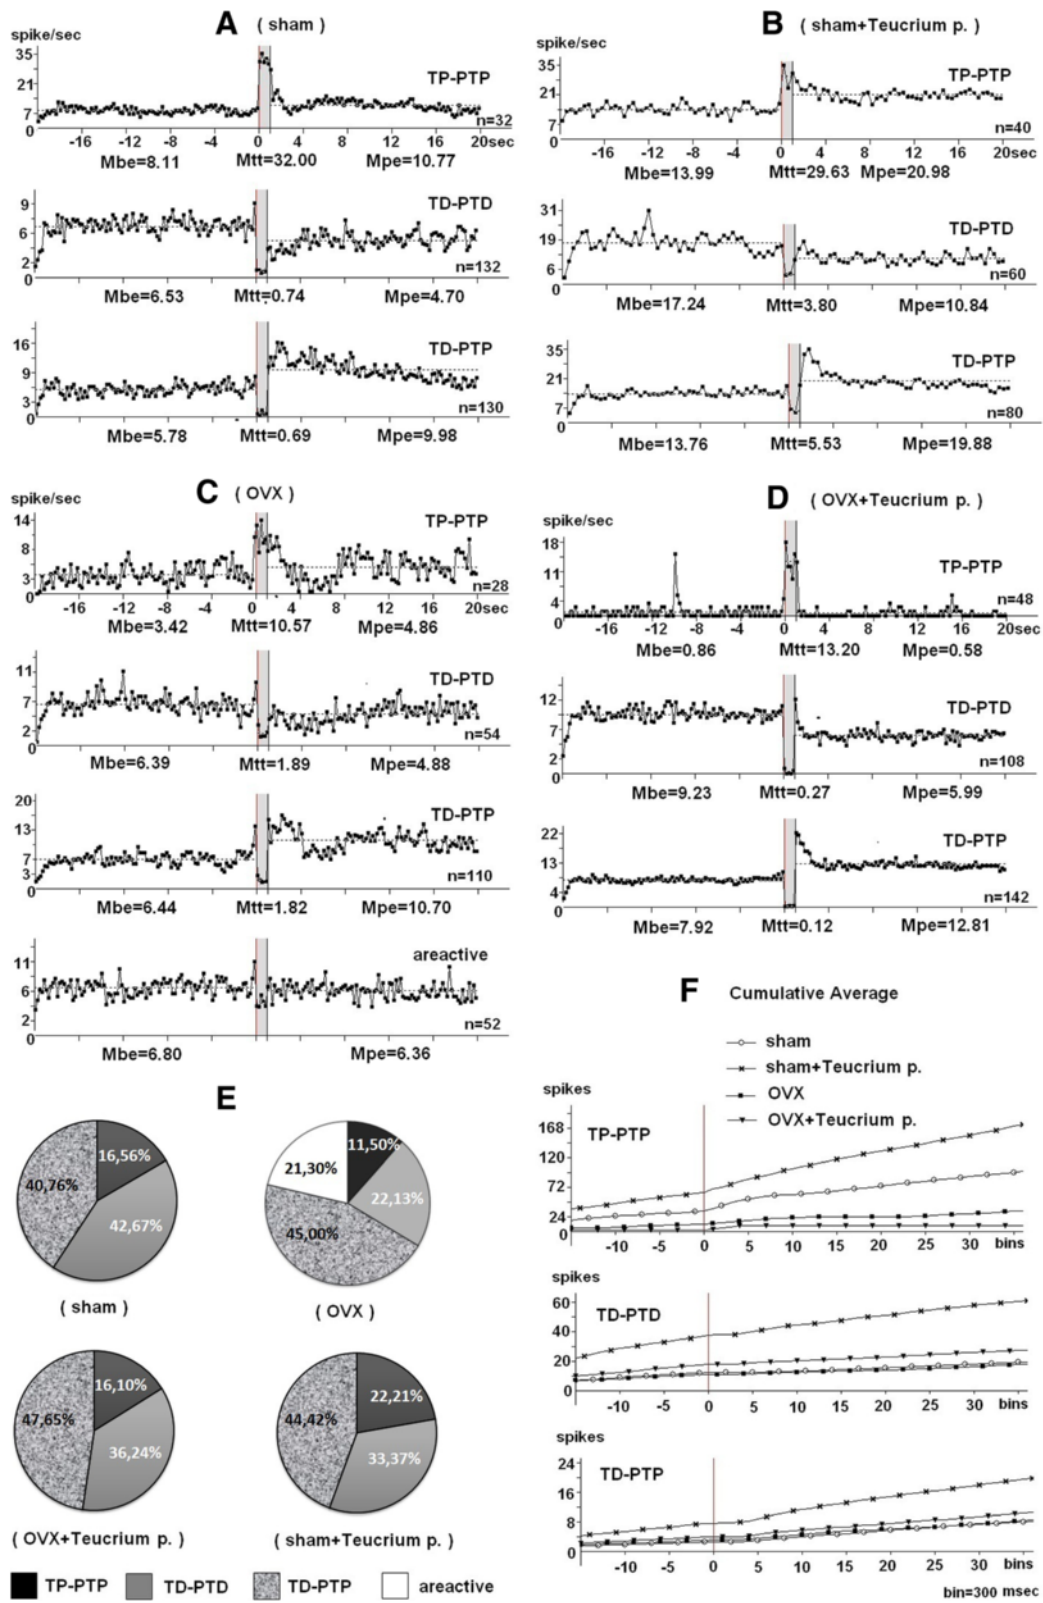 A ( sham )
spike/sec
35
21
14
7
0
TP-PTP
n=32
-16 -12 -8 -4 0 4 8 12 16 20sec
Mbe=8.11 Mtt=32.00 Mpe=10.77
9
6
2
0
TD-PTD
n=132
Mbe=6.53 Mtt=0.74 Mpe=4.70
16
9
3
0
TD-PTP
n=130
Mbe=5.78 Mtt=0.69 Mpe=9.98
B ( sham+Teucrium p. )
spike/sec
35
21
14
7
0
TP-PTP
n=40
-16 -12 -8 -4 0 4 8 12 16 20sec
Mbe=13.99 Mtt=29.63 Mpe=20.98
31
19
12
6
0
TD-PTD
n=60
Mbe=17.24 Mtt=3.80 Mpe=10.84
35
21
14
7
0
TD-PTP
n=80
Mbe=13.76 Mtt=5.53 Mpe=19.88
C ( OVX )
spike/sec
14
8
3
0
TP-PTP
n=28
-16 -12 -8 -4 0 4 8 12 16 20sec
Mbe=3.42 Mtt=10.57 Mpe=4.86
11
7
2
0
TD-PTD
n=54
Mbe=6.39 Mtt=1.89 Mpe=4.88
20
13
7
3
0
TD-PTP
n=110
Mbe=6.44 Mtt=1.82 Mpe=10.70
11
6
2
0
areactive
n=52
Mbe=6.80 Mpe=6.36
D ( OVX+Teucrium p. )
spike/sec
18
11
4
0
TP-PTP
n=48
-16 -12 -8 -4 0 4 8 12 16 20sec
Mbe=0.86 Mtt=13.20 Mpe=0.58
12
7
2
0
TD-PTD
n=108
Mbe=9.23 Mtt=0.27 Mpe=5.99
22
13
4
0
TD-PTP
n=142
Mbe=7.92 Mtt=0.12 Mpe=12.81
E
16,56%
40,76%
42,67%
( sham )
11,50%
21,30%
22,13%
45,00%
( OVX )
16,10%
47,65%
36,24%
( OVX+Teucrium p. )
22,21%
44,42%
33,37%
( sham+Teucrium p. )
TP-PTP TD-PTD TD-PTP areactive
F Cumulative Average
sham
sham+Teucrium p.
OVX
OVX+Teucrium p.
spikes
168
120
72
24
0
TP-PTP
-10 -5 0 5 10 15 20 25 30 bins
spikes
60
40
20
0
TD-PTD
-10 -5 0 5 10 15 20 25 30 bins
spikes
24
16
8
0
TD-PTP
-10 -5 0 5 10 15 20 25 30 bins
bin=300 msec